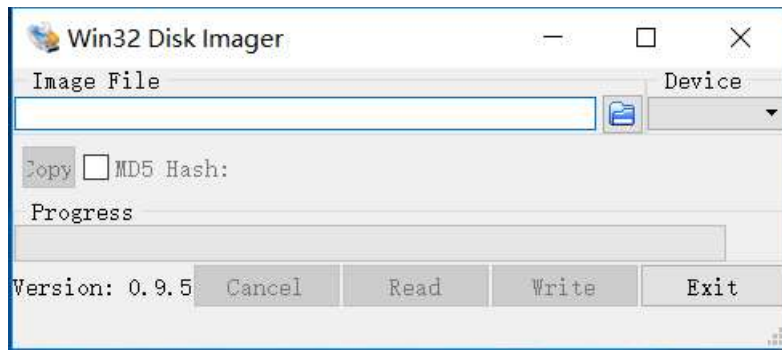 Win32 Disk Imager
Image File Device
Copy MD5 Hash:
Progress
Version: 0.9.5 Cancel Read Write Exit